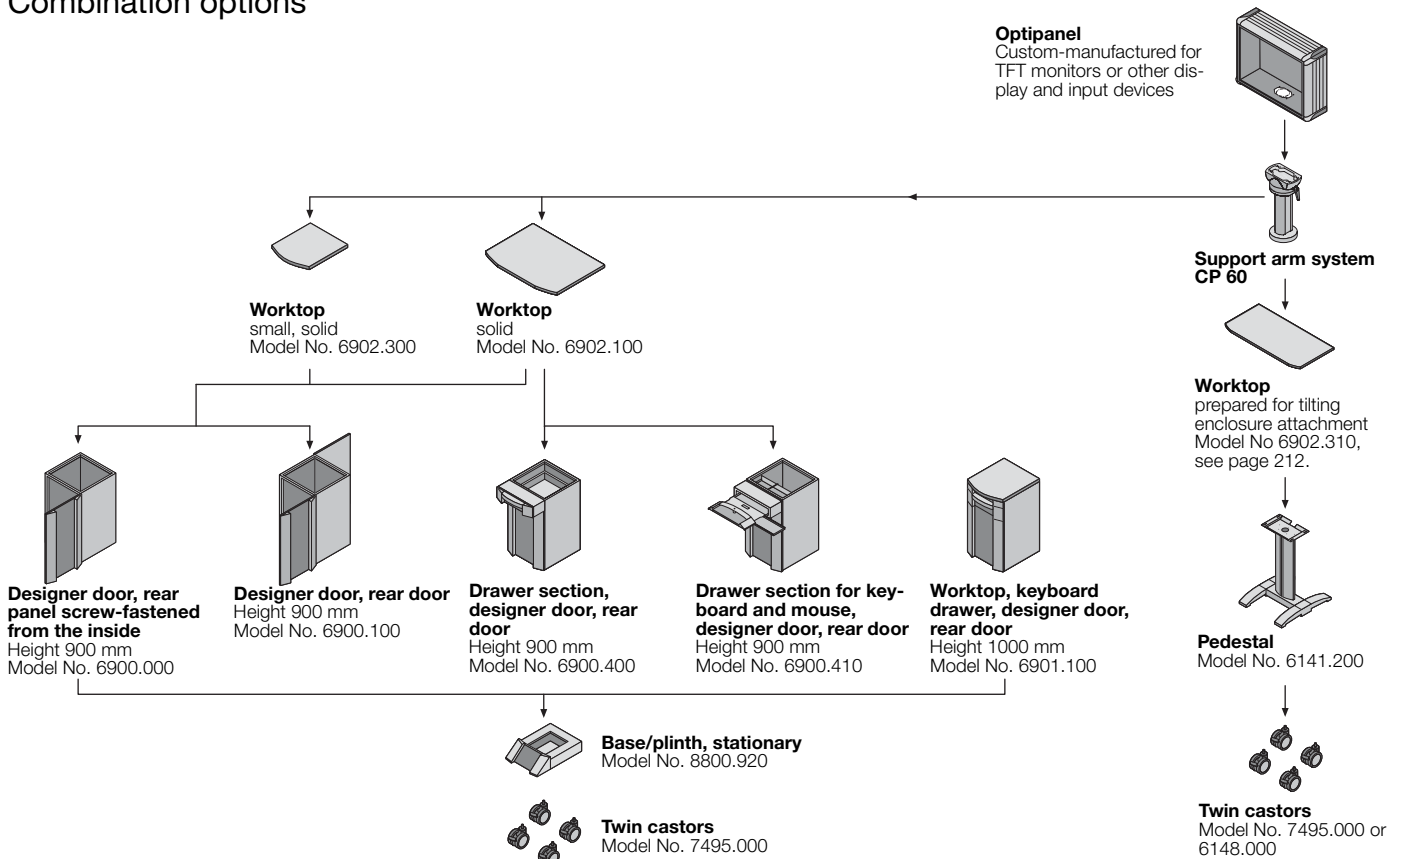 Combination options
Optipanel
Custom-manufactured for
TFT monitors or other dis-
play and input devices
Support arm system
CP 60
Worktop
small, solid
Model No. 6902.300
Worktop
solid
Model No. 6902.100
Worktop
prepared for tilting
enclosure attachment
Model No 6902.310,
see page 212.
Designer door, rear
panel screw-fastened
from the inside
Height 900 mm
Model No. 6900.000
Designer door, rear door
Height 900 mm
Model No. 6900.100
Drawer section,
designer door, rear
door
Height 900 mm
Model No. 6900.400
Drawer section for key-
board and mouse,
designer door, rear door
Height 900 mm
Model No. 6900.410
Worktop, keyboard
drawer, designer door,
rear door
Height 1000 mm
Model No. 6901.100
Pedestal
Model No. 6141.200
Base/plinth, stationary
Model No. 8800.920
Twin castors
Model No. 7495.000
Twin castors
Model No. 7495.000 or
6148.000